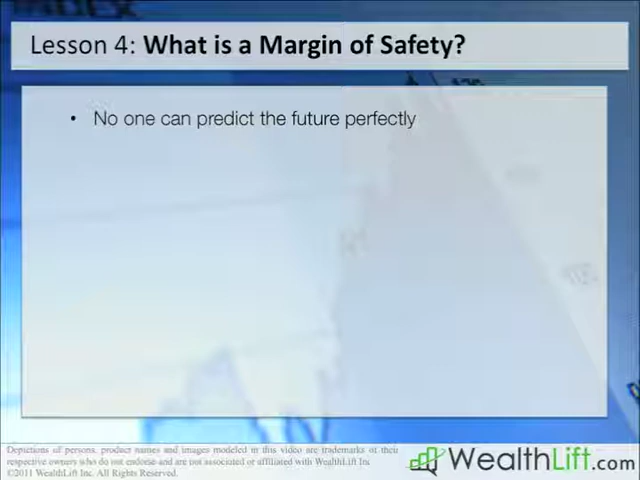 Lesson 4: What is a Margin of Safety?
• No one can predict the future perfectly
Depictions of persons, product names and images modeled in this video are trademarks of their
respective owners who do not endorse and are not associated or affiliated with WealthLift Inc
©2011 WealthLift Inc. All Rights Reserved.
WealthLift.com